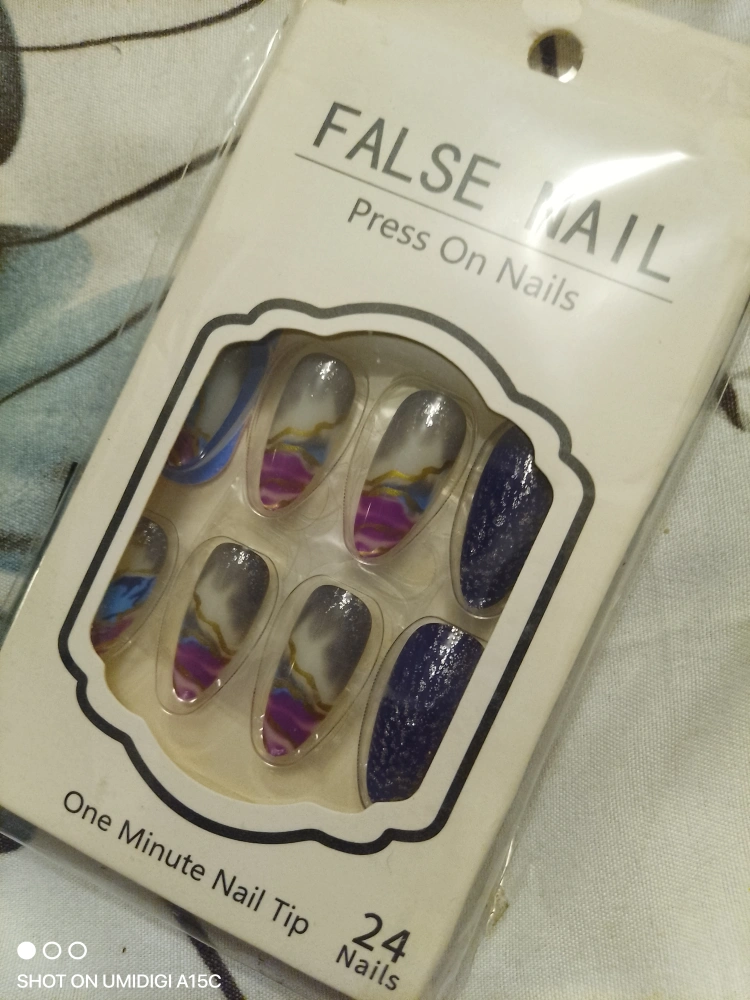 FALSE NAIL
Press On Nails
One Minute Nail Tip
24
Nails
SHOT ON UMIDIGI A15C